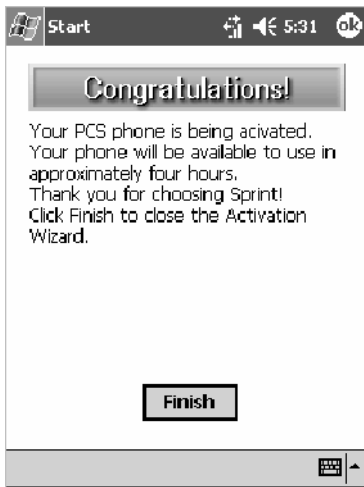 Start 5:31 ok
Congratulations!
Your PCS phone is being acivated.
Your phone will be available to use in
approximately four hours.
Thank you for choosing Sprint!
Click Finish to close the Activation
Wizard.
Finish